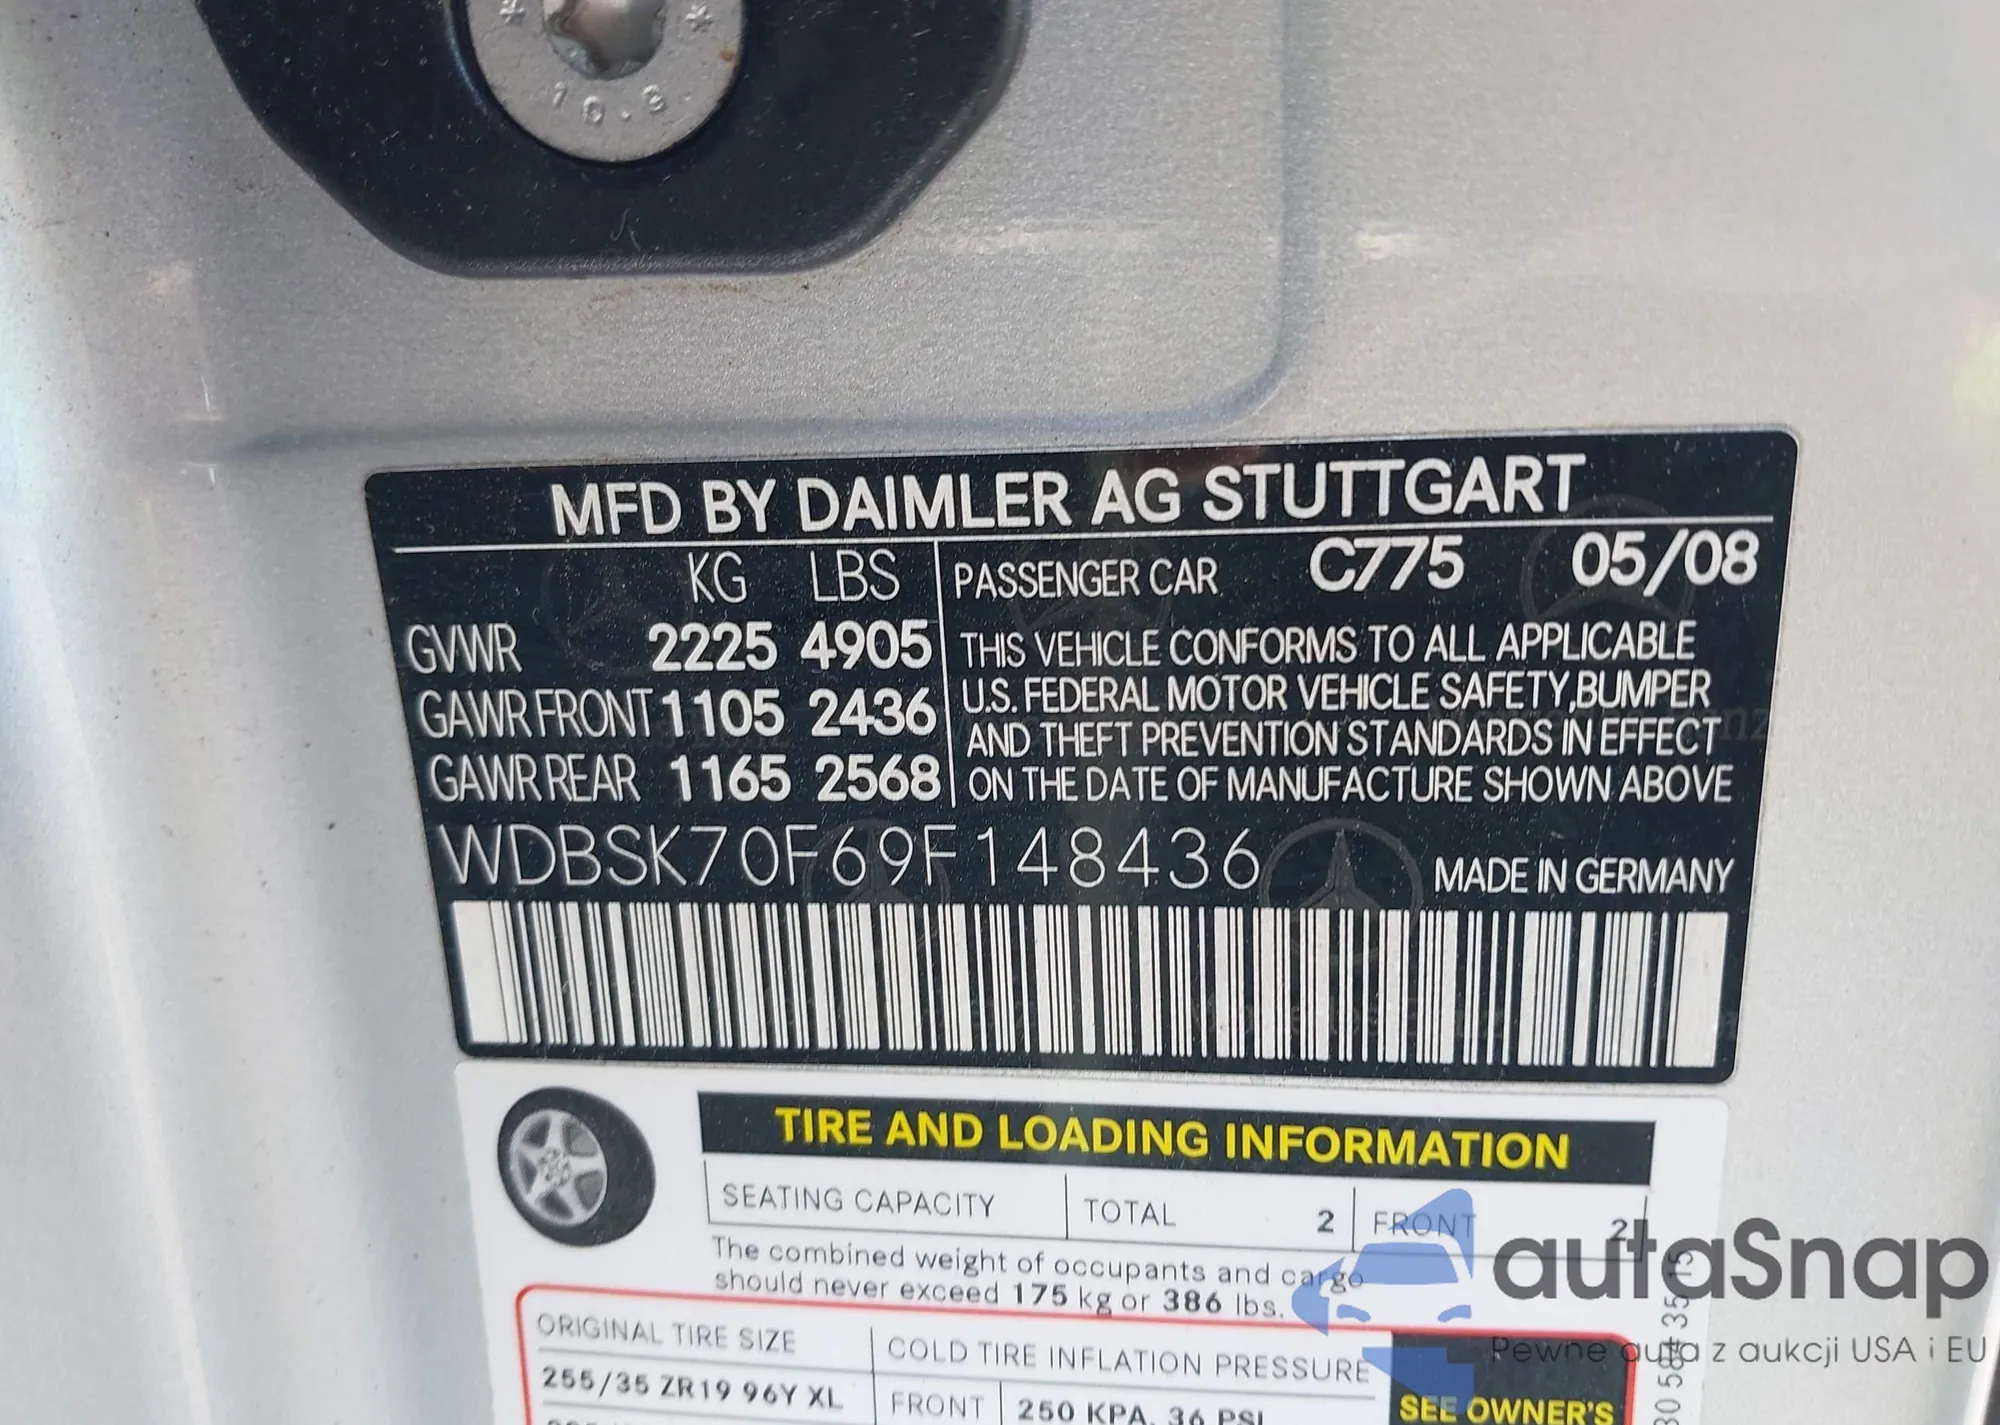 10.9
MFD BY DAIMLER AG STUTTGART
KG LBS PASSENGER CAR C775 05/08
GVWR 2225 4905
GAWR FRONT 1105 2436
GAWR REAR 1165 2568
THIS VEHICLE CONFORMS TO ALL APPLICABLE
U.S. FEDERAL MOTOR VEHICLE SAFETY,BUMPER
AND THEFT PREVENTION STANDARDS IN EFFECT
ON THE DATE OF MANUFACTURE SHOWN ABOVE
WDBSK70F69F148436 MADE IN GERMANY
TIRE AND LOADING INFORMATION
SEATING CAPACITY TOTAL 2 FRONT 2
The combined weight of occupants and cargo
should never exceed 175 kg or 386 lbs.
ORIGINAL TIRE SIZE COLD TIRE INFLATION PRESSURE
255/35 ZR19 96Y XL FRONT 250 KPA, 36 PSI
SEE OWNER'S
autaSnap
Pewne auta z aukcji USA i EU